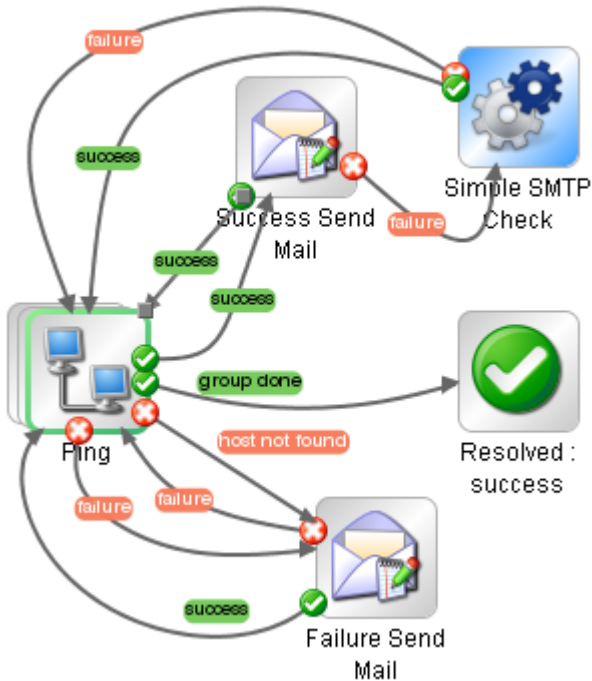 failure
success
Simple SMTP
Check
Success Send
Mail
failure
success
success
group done
Ping
host not found
Resolved :
success
failure
failure
success
Failure Send
Mail